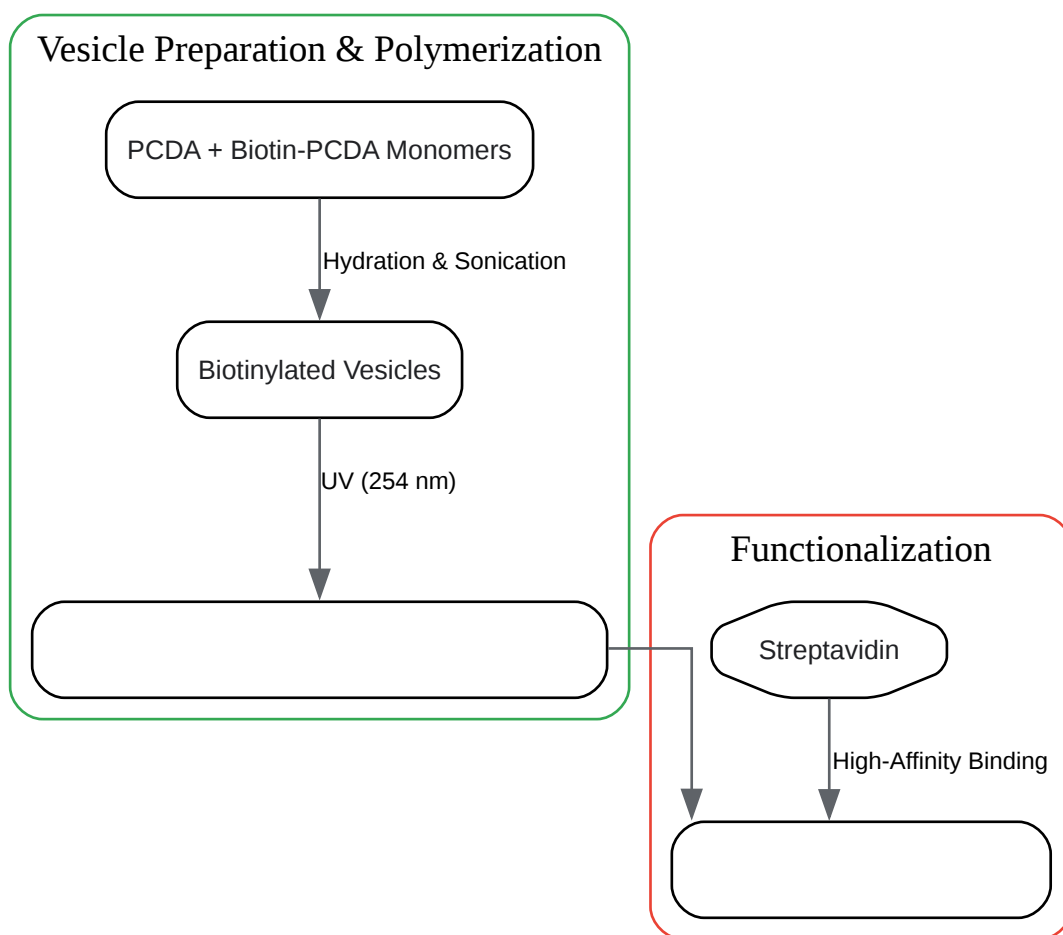 Vesicle Preparation & Polymerization
PCDA + Biotin-PCDA Monomers
Hydration & Sonication
Biotinylated Vesicles
UV (254 nm)
Functionalization
Streptavidin
High-Affinity Binding